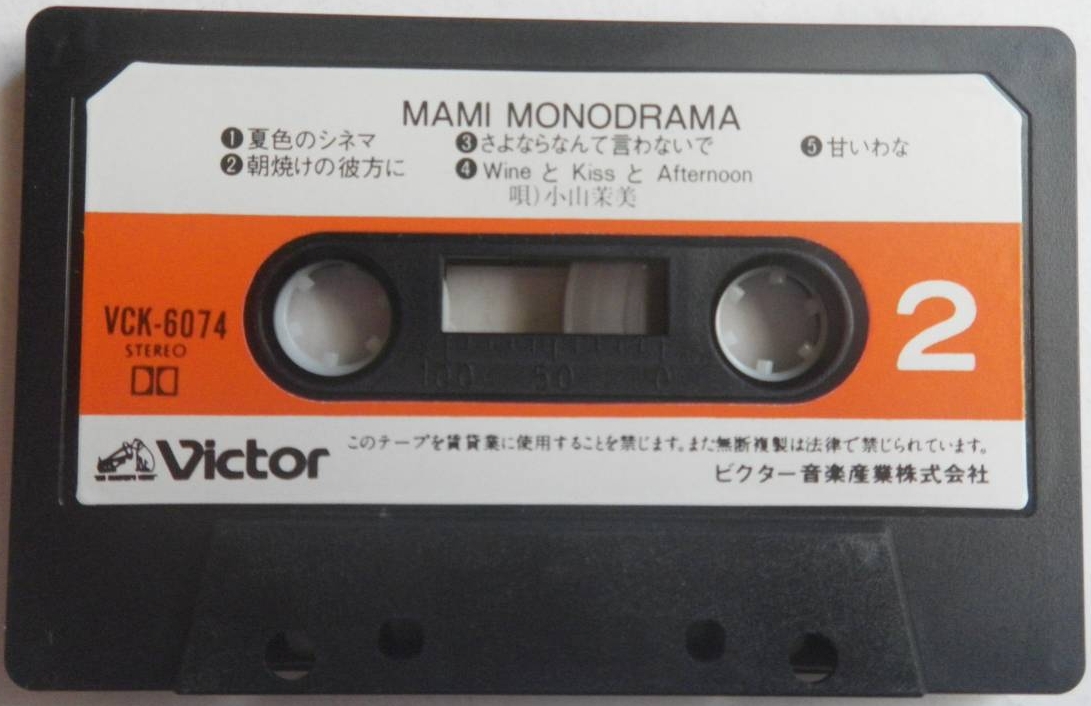 MAMI MONODRAMA
❶夏色のシネマ
❷朝焼けの彼方に
❸さよならなんて言わないで
❹Wine と Kiss と Afternoon
❺甘いわな
唄)小山茉美
VCK-6074
STEREO
2
100 50 0
Victor
このテープを賃貸業に使用することを禁じます。また無断複製は法律で禁じられています。
ビクター音楽産業株式会社